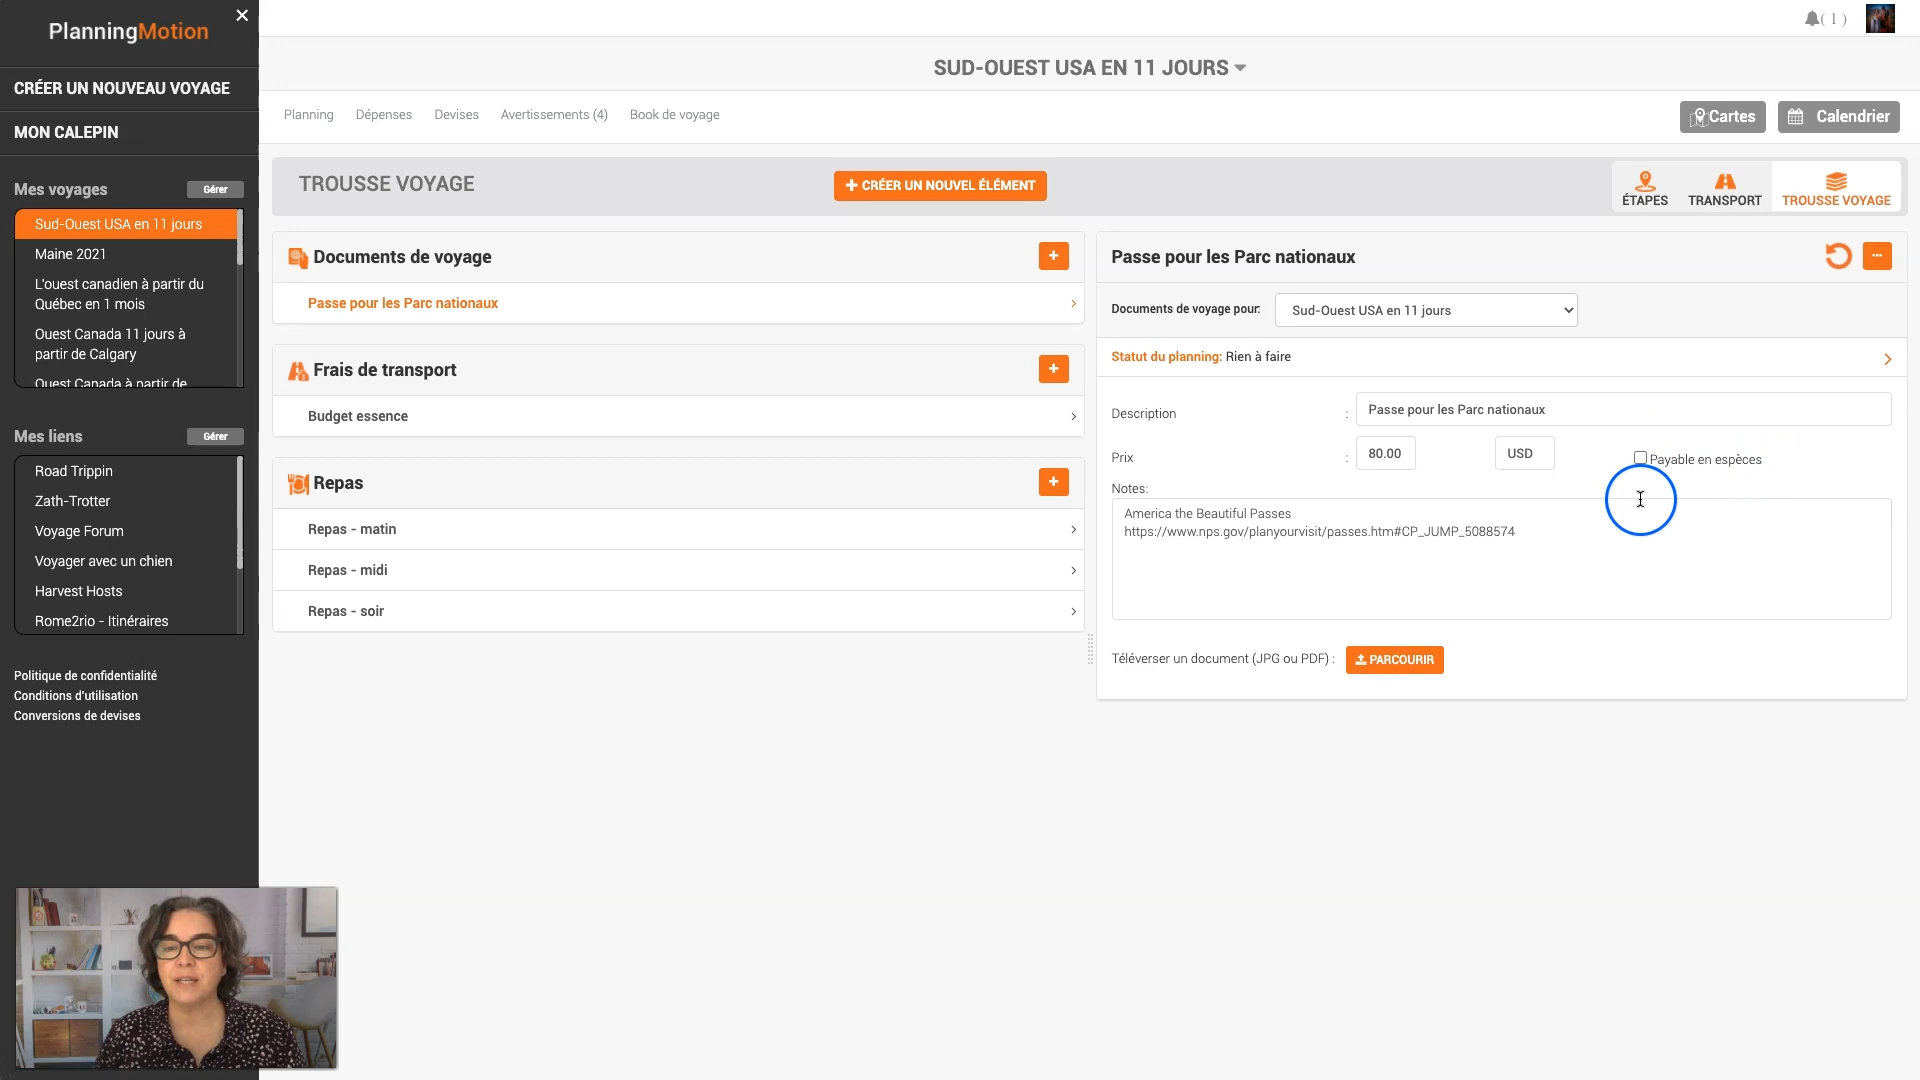 PlanningMotion
CRÉER UN NOUVEAU VOYAGE
MON CALEPIN
Mes voyages
Gérer
Sud-Ouest USA en 11 jours
Maine 2021
L'ouest canadien à partir du
Québec en 1 mois
Ouest Canada 11 jours à
partir de Calgary
Ouest Canada à partir de
Mes liens
Gérer
Road Trippin
Zath-Trotter
Voyage Forum
Voyager avec un chien
Harvest Hosts
Rome2rio - Itinéraires
Politique de confidentialité
Conditions d'utilisation
Conversions de devises
( 1 )
SUD-OUEST USA EN 11 JOURS
Planning
Dépenses
Devises
Avertissements (4)
Book de voyage
Cartes
Calendrier
TROUSSE VOYAGE
+ CRÉER UN NOUVEL ÉLÉMENT
ÉTAPES
TRANSPORT
TROUSSE VOYAGE
Documents de voyage
+
Passe pour les Parc nationaux
Frais de transport
+
Budget essence
Repas
+
Repas - matin
Repas - midi
Repas - soir
Passe pour les Parc nationaux
Documents de voyage pour:
Sud-Ouest USA en 11 jours
Statut du planning: Rien à faire
Description : Passe pour les Parc nationaux
Prix : 80.00 USD
Payable en espèces
Notes:
America the Beautiful Passes
https://www.nps.gov/planyourvisit/passes.htm#CP_JUMP_5088574
Téléverser un document (JPG ou PDF) :
PARCOURIR